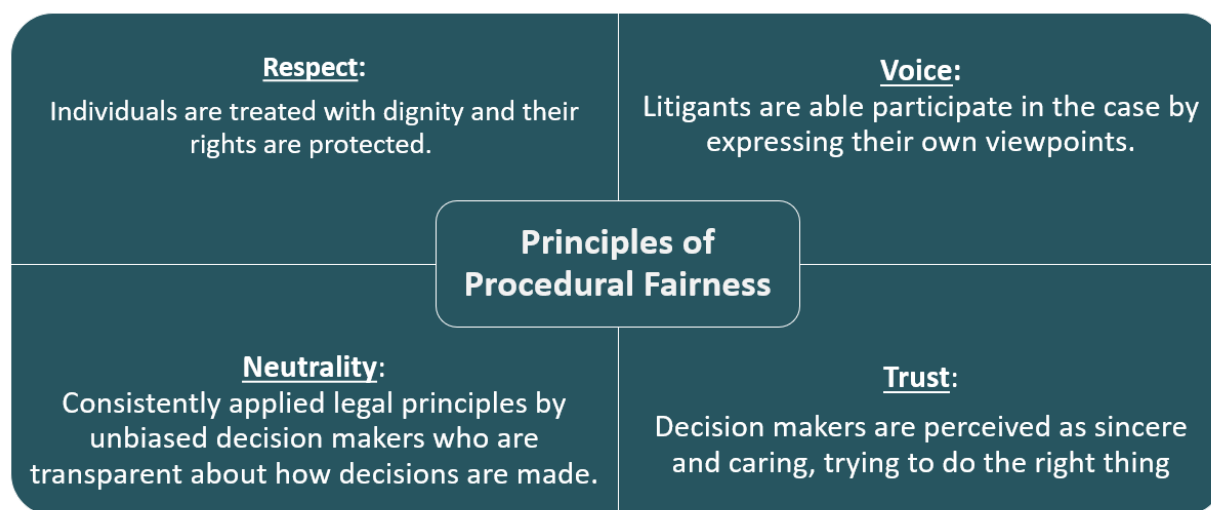 Respect:
Individuals are treated with dignity and their
rights are protected.
Voice:
Litigants are able participate in the case by
expressing their own viewpoints.
Principles of
Procedural Fairness
Neutrality:
Consistently applied legal principles by
unbiased decision makers who are
transparent about how decisions are made.
Trust:
Decision makers are perceived as sincere
and caring, trying to do the right thing